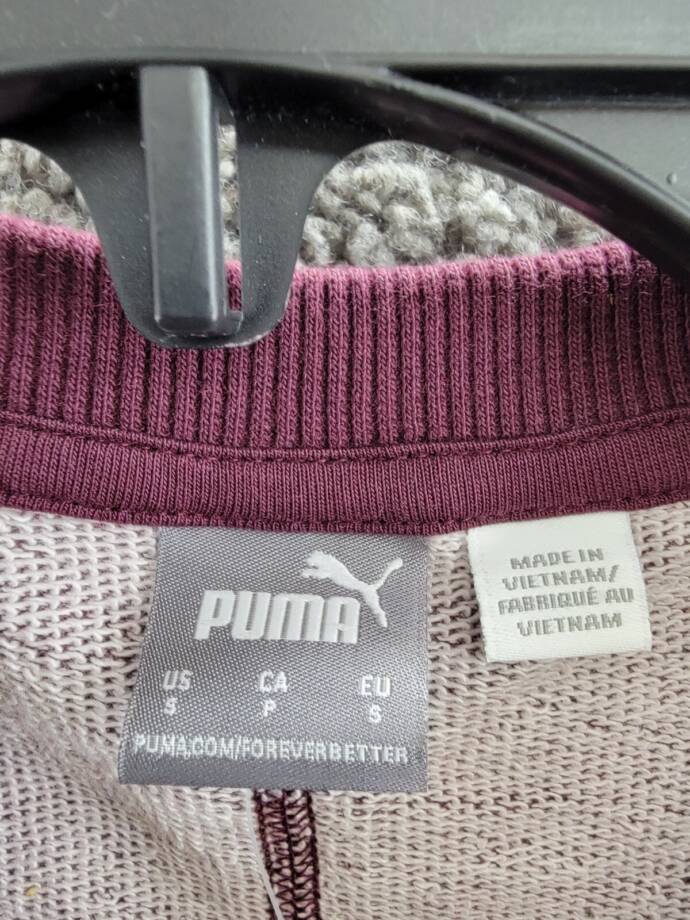 PUMA
US CA EU
S P S
PUMA.COM/FOREVERBETTER
MADE IN
VIETNAM/
FABRIQUÉ AU
VIETNAM